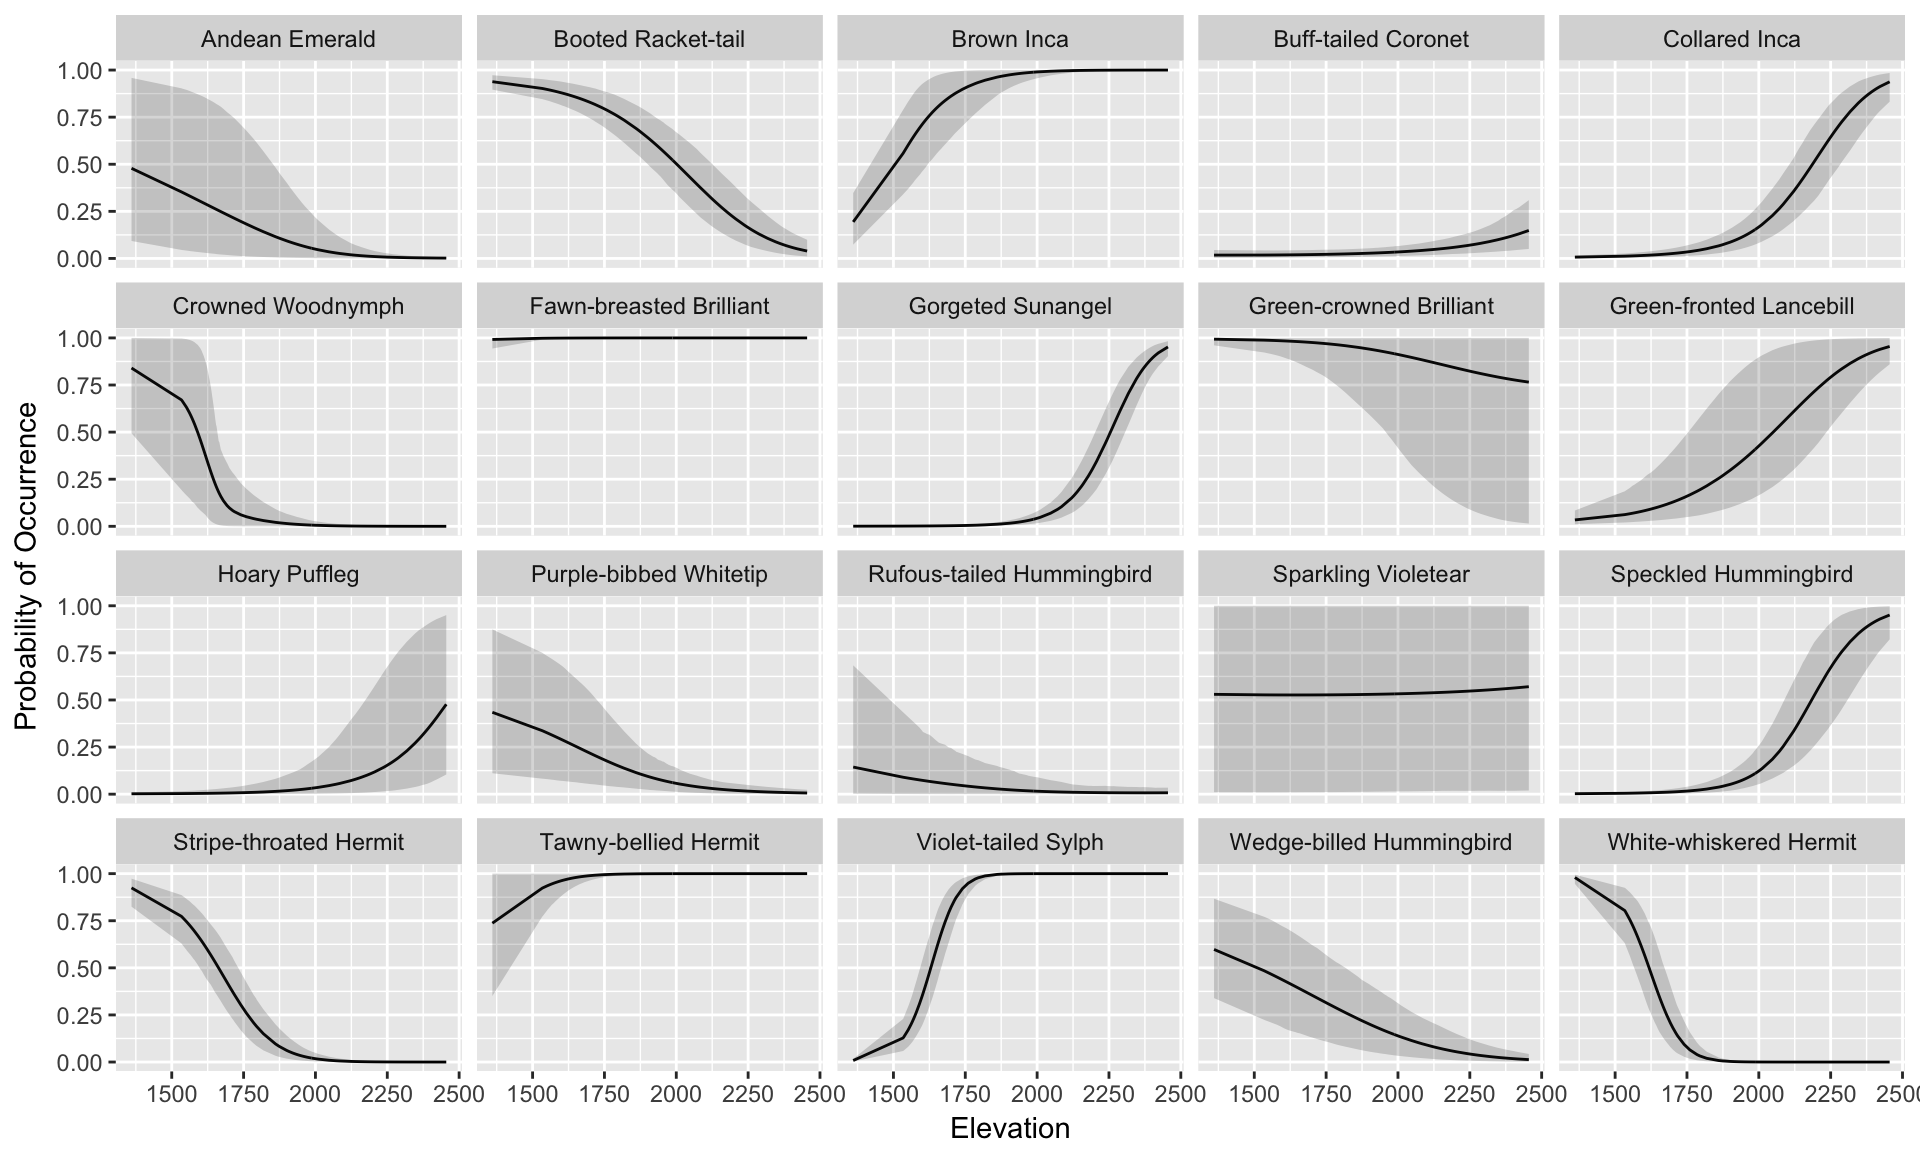 Andean Emerald Booted Racket-tail Brown Inca Buff-tailed Coronet Collared Inca
1.00
0.75
0.50
0.25
0.00
Crowned Woodnymph Fawn-breasted Brilliant Gorgeted Sunangel Green-crowned Brilliant Green-fronted Lancebill
1.00
0.75
0.50
0.25
0.00
Probability of Occurrence
Hoary Puffleg Purple-bibbed Whitetip Rufous-tailed Hummingbird Sparkling Violetear Speckled Hummingbird
1.00
0.75
0.50
0.25
0.00
Stripe-throated Hermit Tawny-bellied Hermit Violet-tailed Sylph Wedge-billed Hummingbird White-whiskered Hermit
1.00
0.75
0.50
0.25
0.00
1500 1750 2000 2250 2500 1500 1750 2000 2250 2500 1500 1750 2000 2250 2500 1500 1750 2000 2250 2500 1500 1750 2000 2250 2500
Elevation